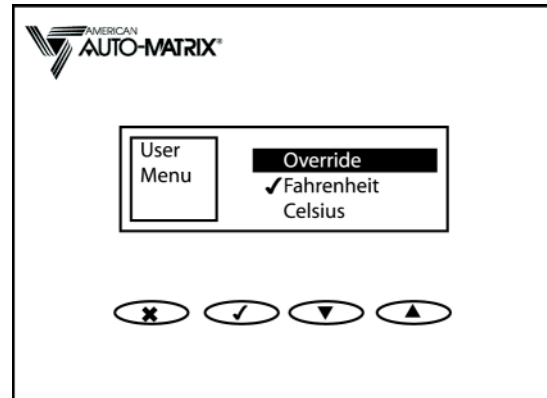 AMERICAN
AUTO-MATRIX®
User
Menu
Override
✓Fahrenheit
Celsius